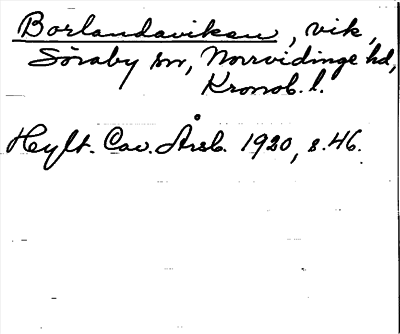 Borlandaviken, vik,
Söraby sn, Norrvidinge hd,
Kronob. l.
Hylt. Cav. Årsb. 1920, s. 46.